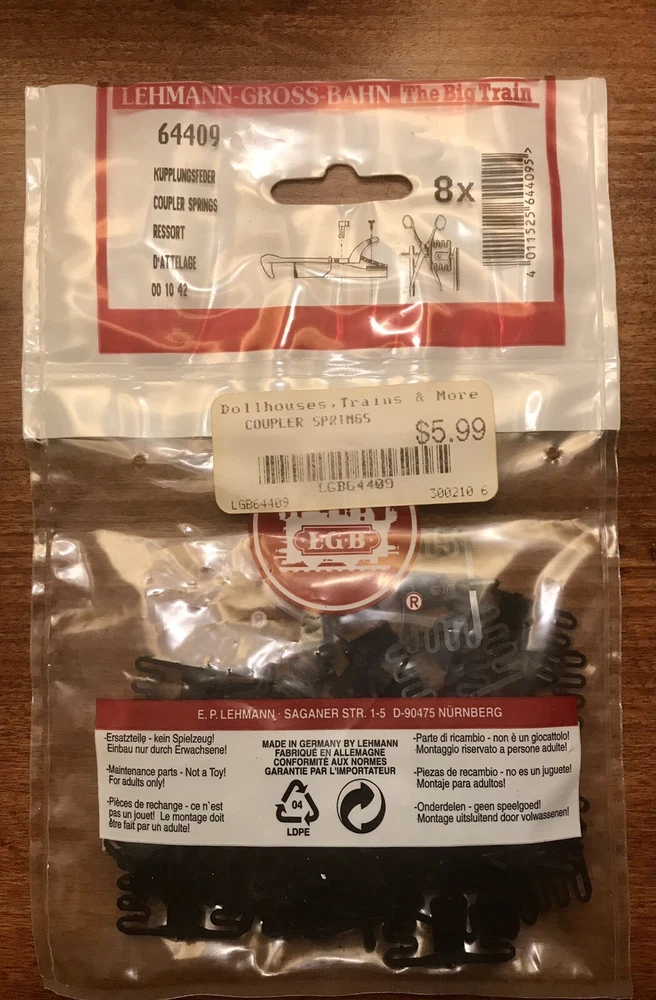 LEHMANN-GROSS-BAHN The Big Train
64409
KUPPLUNGSFEDER
COUPLER SPRINGS
RESSORT
D'ATTELAGE
00 10 42
8x
4 011525 644095 >
Dollhouses,Trains & More
COUPLER SPRINGS
$5.99
LGB64409
LGB64409
300210 6
L·G·B
®
E. P. LEHMANN · SAGANER STR. 1-5 D-90475 NÜRNBERG
-Ersatzteile - kein Spielzeug!
Einbau nur durch Erwachsene!
-Maintenance parts - Not a Toy!
For adults only!
-Pièces de rechange - ce n`est
pas un jouet! Le montage doit
être fait par un adulte!
MADE IN GERMANY BY LEHMANN
FABRIQUÉ EN ALLEMAGNE
CONFORMITÉ AUX NORMES
GARANTIE PAR L'IMPORTATEUR
04
LDPE
-Parte di ricambio - non è un giocattolo!
Montaggio riservato a persone adulte!
-Piezas de recambio - no es un juguete!
Montaje para adultos!
-Onderdelen - geen speelgoed!
Montage uitsluitend door volwassenen!